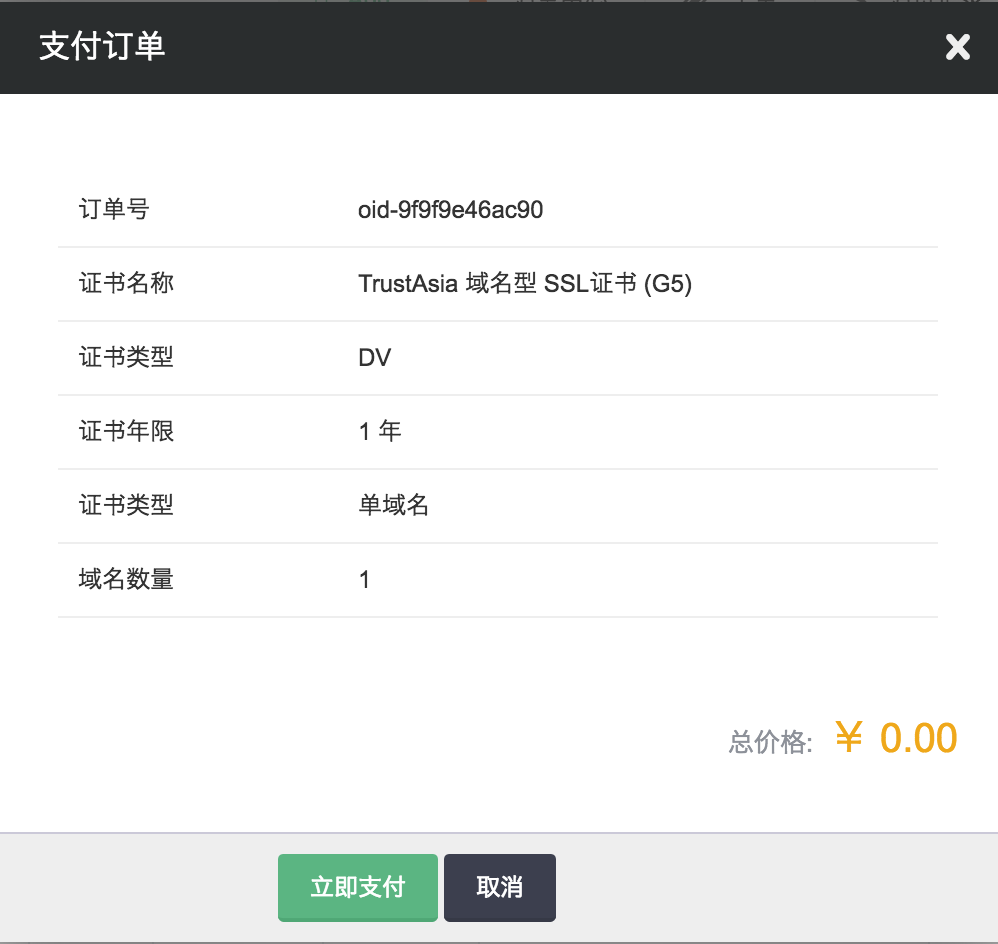 支付订单
订单号 oid-9f9f9e46ac90
证书名称 TrustAsia 域名型 SSL证书 (G5)
证书类型 DV
证书年限 1 年
证书类型 单域名
域名数量 1
总价格: ¥ 0.00
立即支付 取消